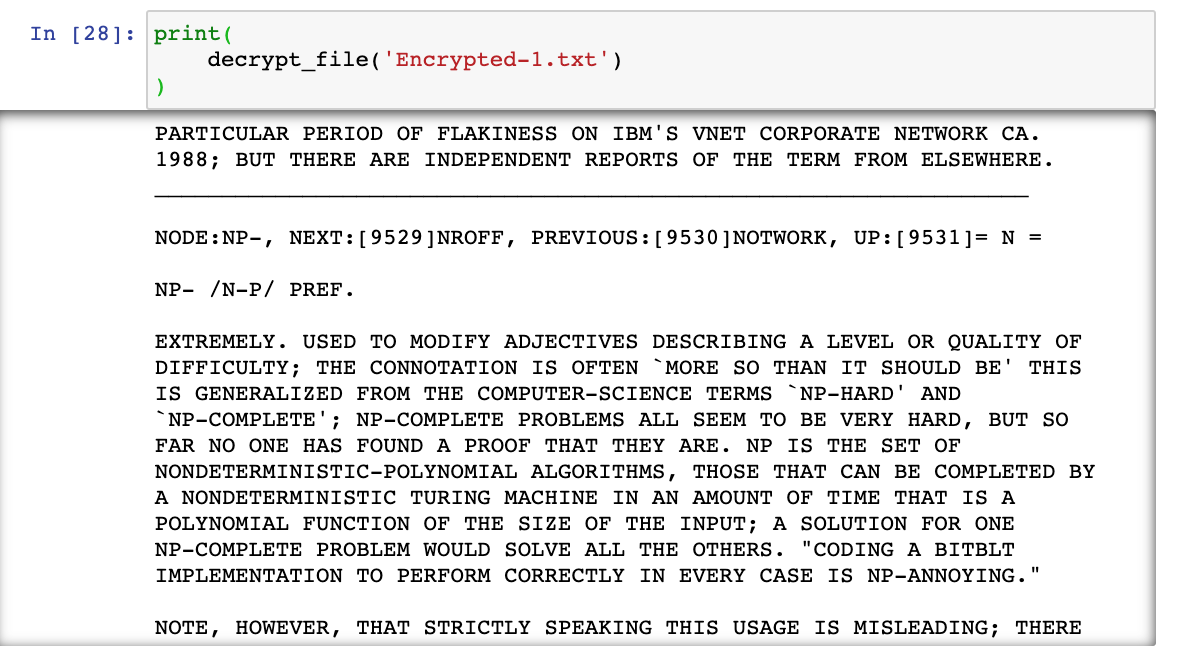 In [28]: print(
decrypt_file('Encrypted-1.txt')
)
PARTICULAR PERIOD OF FLAKINESS ON IBM'S VNET CORPORATE NETWORK CA.
1988; BUT THERE ARE INDEPENDENT REPORTS OF THE TERM FROM ELSEWHERE.
_________________________________________________________________
NODE:NP-, NEXT:[9529]NROFF, PREVIOUS:[9530]NOTWORK, UP:[9531]= N =
NP- /N-P/ PREF.
EXTREMELY. USED TO MODIFY ADJECTIVES DESCRIBING A LEVEL OR QUALITY OF
DIFFICULTY; THE CONNOTATION IS OFTEN `MORE SO THAN IT SHOULD BE' THIS
IS GENERALIZED FROM THE COMPUTER-SCIENCE TERMS `NP-HARD' AND
`NP-COMPLETE'; NP-COMPLETE PROBLEMS ALL SEEM TO BE VERY HARD, BUT SO
FAR NO ONE HAS FOUND A PROOF THAT THEY ARE. NP IS THE SET OF
NONDETERMINISTIC-POLYNOMIAL ALGORITHMS, THOSE THAT CAN BE COMPLETED BY
A NONDETERMINISTIC TURING MACHINE IN AN AMOUNT OF TIME THAT IS A
POLYNOMIAL FUNCTION OF THE SIZE OF THE INPUT; A SOLUTION FOR ONE
NP-COMPLETE PROBLEM WOULD SOLVE ALL THE OTHERS. "CODING A BITBLT
IMPLEMENTATION TO PERFORM CORRECTLY IN EVERY CASE IS NP-ANNOYING."
NOTE, HOWEVER, THAT STRICTLY SPEAKING THIS USAGE IS MISLEADING; THERE